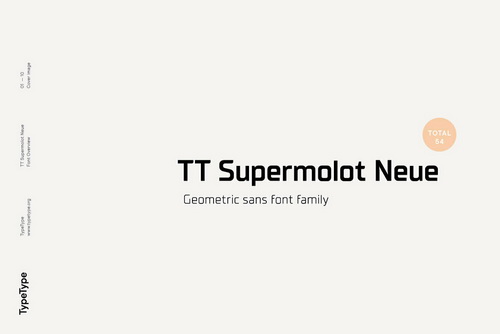 01 — 10
Cover image
TT Supermolot Neue
Font Overview
TypeType
www.typetype.org
TypeType
TOTAL
54
TT Supermolot Neue
Geometric sans font family